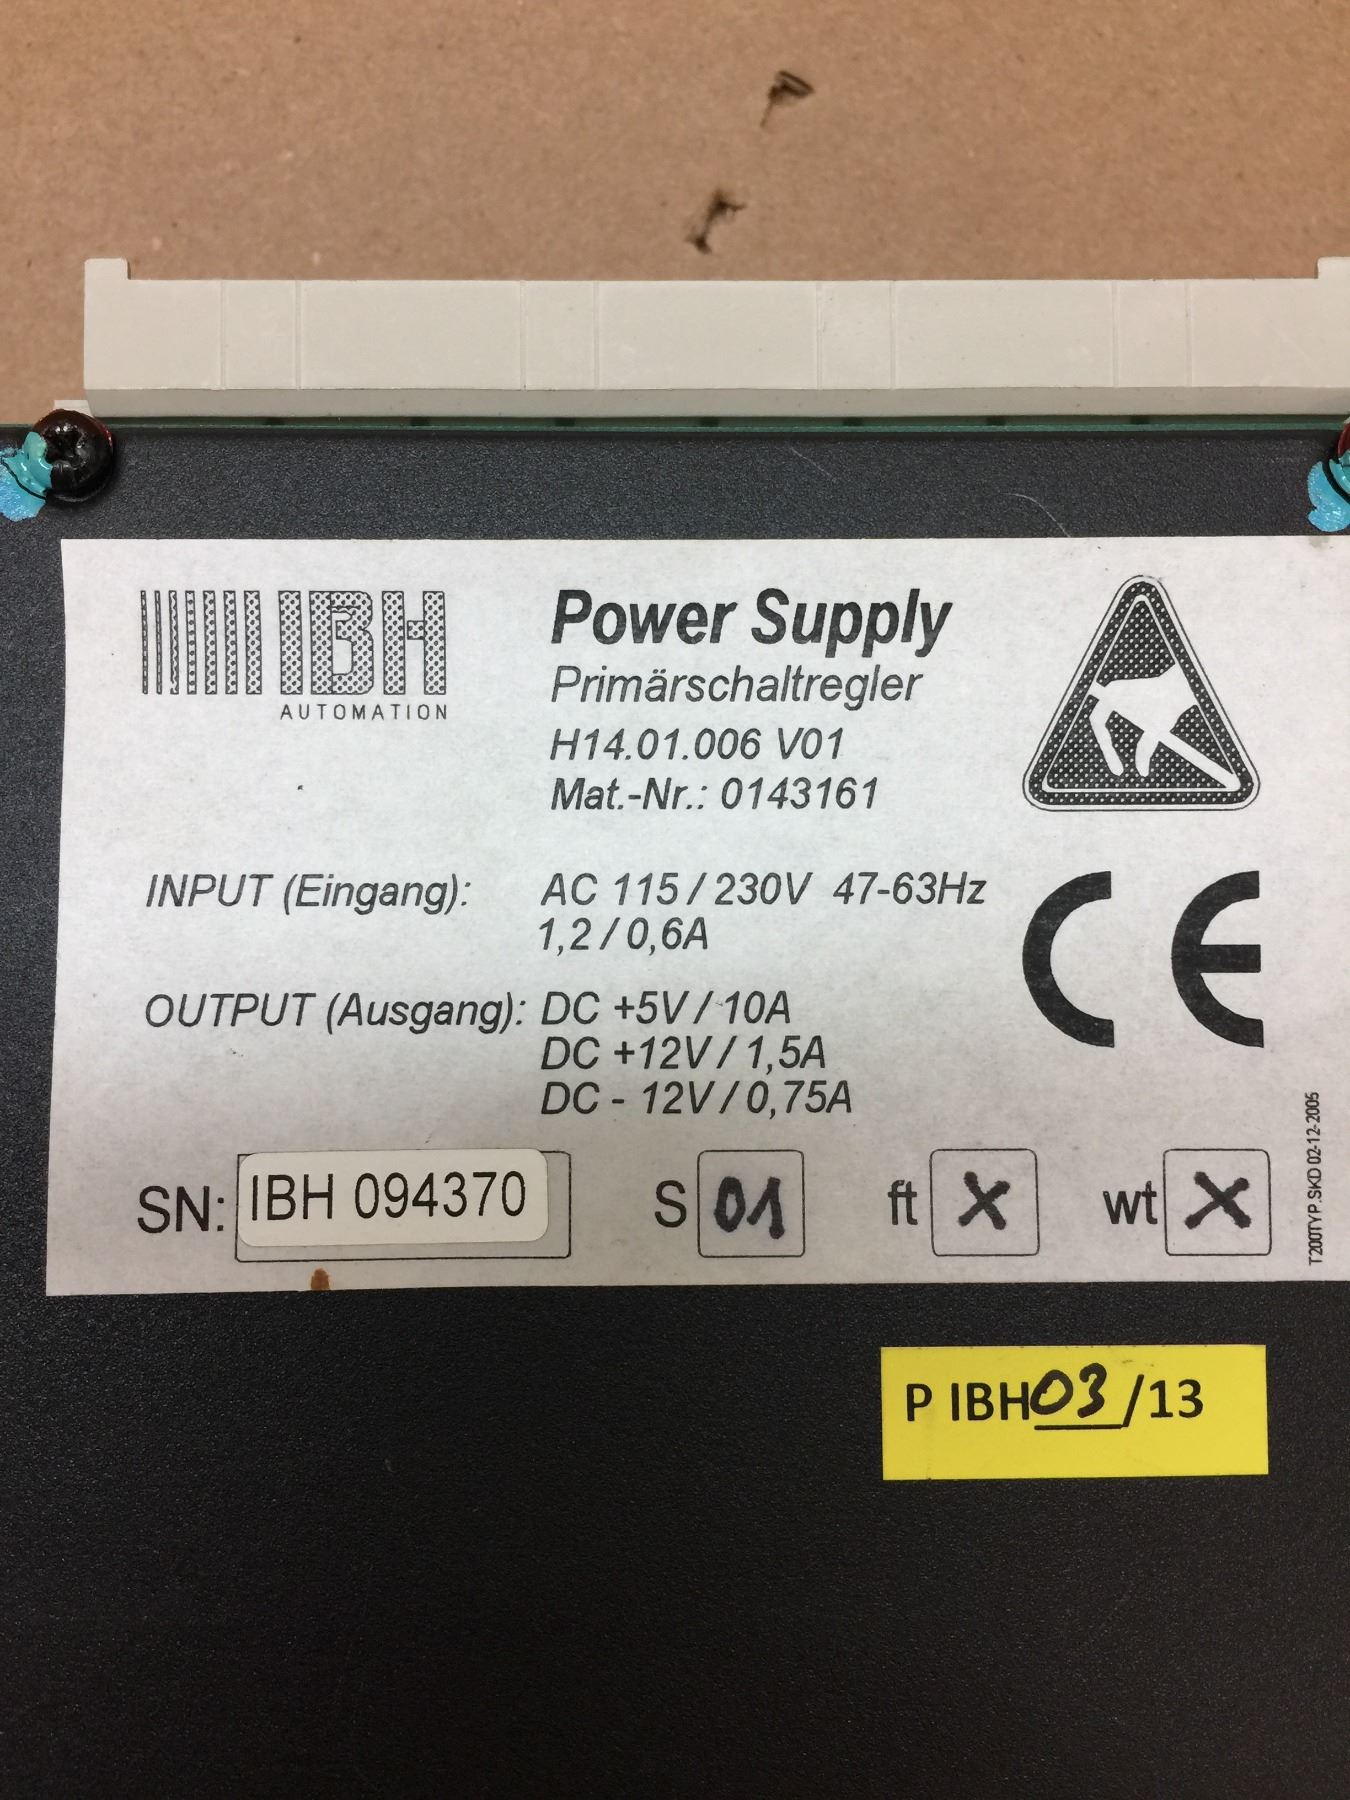 IBH
AUTOMATION
Power Supply
Primärschaltregler
H14.01.006 V01
Mat.-Nr.: 0143161
INPUT (Eingang): AC 115 / 230V 47-63Hz
1,2 / 0,6A
OUTPUT (Ausgang): DC +5V / 10A
DC +12V / 1,5A
DC - 12V / 0,75A
CE
SN: IBH 094370 S 01 ft X wt X
T200TYP.SKD 02-12-2005
P IBH03/13